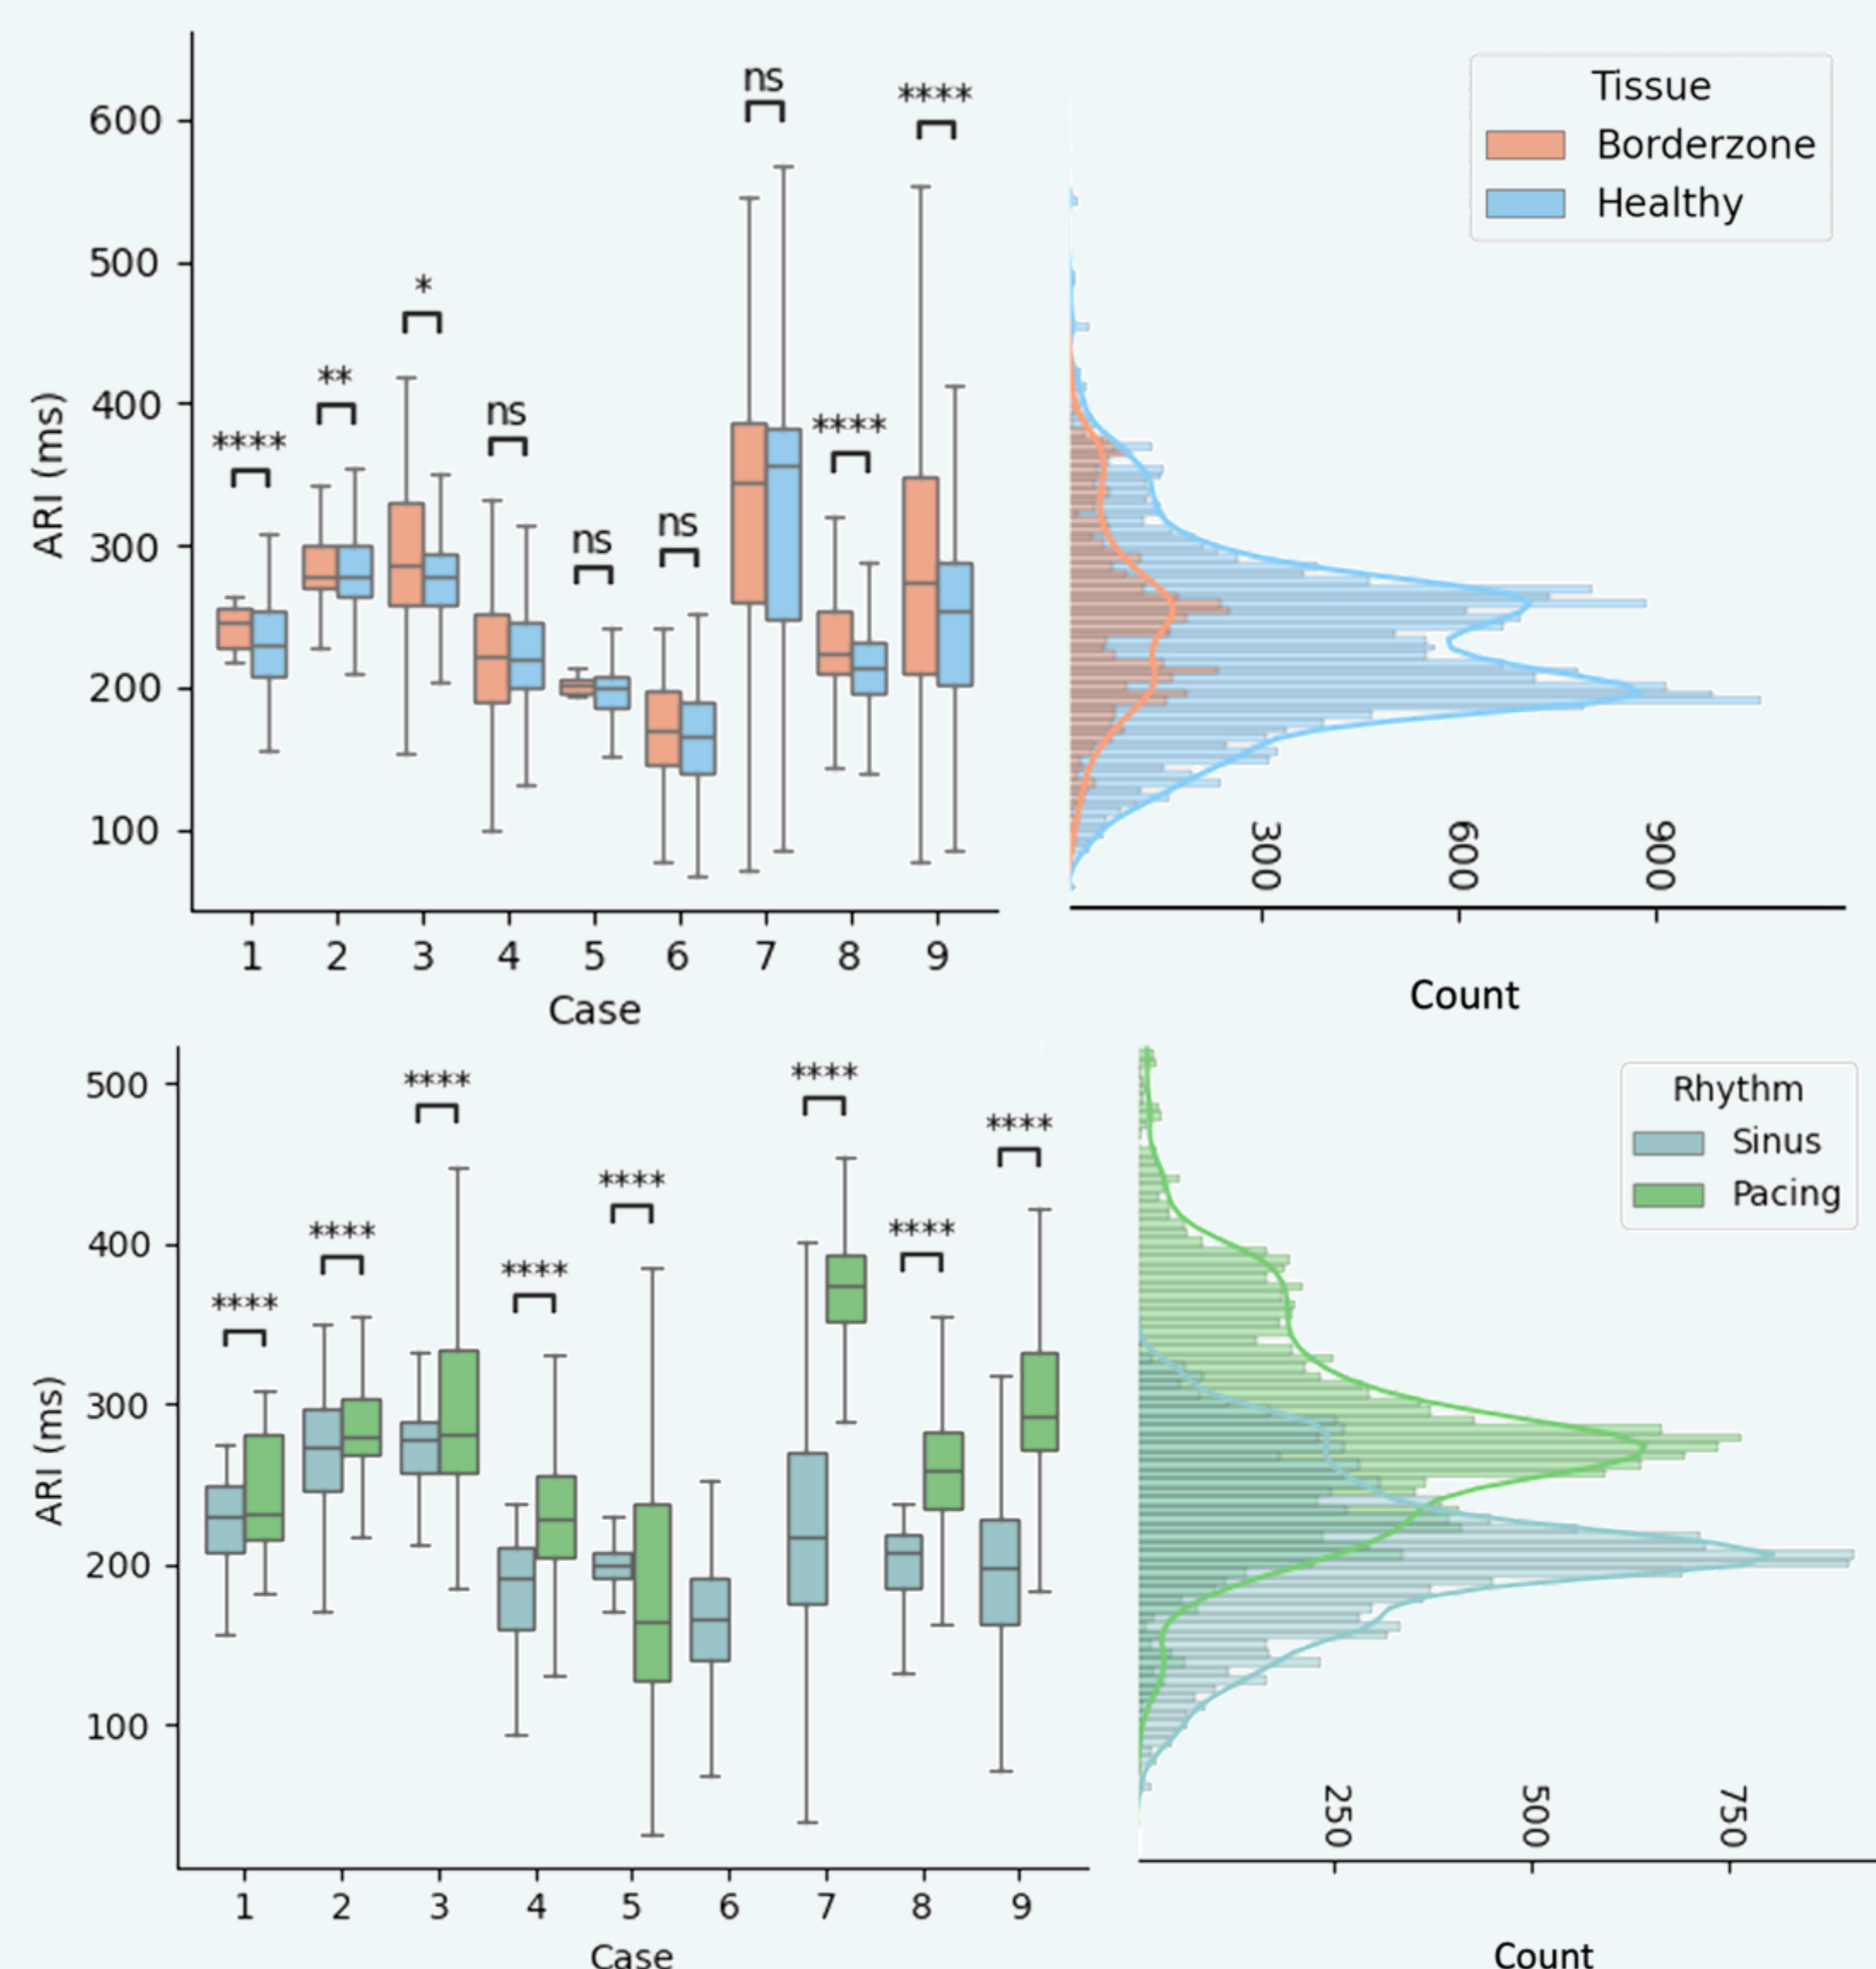 ns
****
600
Tissue
Borderzone
Healthy
500
*
**
400
ns
****
****
ARI (ms)
ns
ns
300
200
100
300
600
900
1 2 3 4 5 6 7 8 9
Case
Count
500
****
****
Rhythm
Sinus
Pacing
****
****
400
****
****
****
****
ARI (ms)
300
200
100
250
500
750
1 2 3 4 5 6 7 8 9
Case
Count